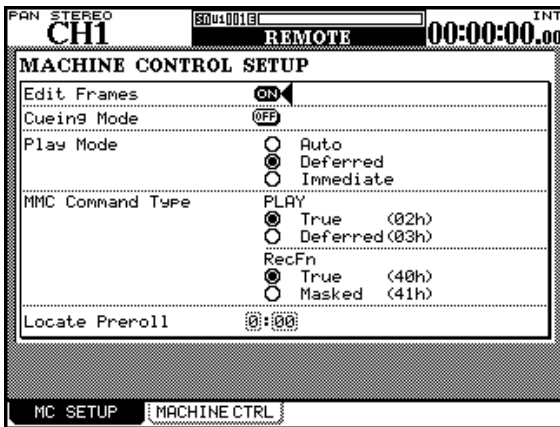 PAN STEREO
CH1
REMOTE
INT
00:00:00.00
MACHINE CONTROL SETUP
Edit Frames ON
Cueing Mode OFF
Play Mode Auto
Deferred
Immediate
MMC Command Type PLAY
True (02h)
Deferred(03h)
RecFn
True (40h)
Masked (41h)
Locate Preroll 0:00
MC SETUP MACHINE CTRL